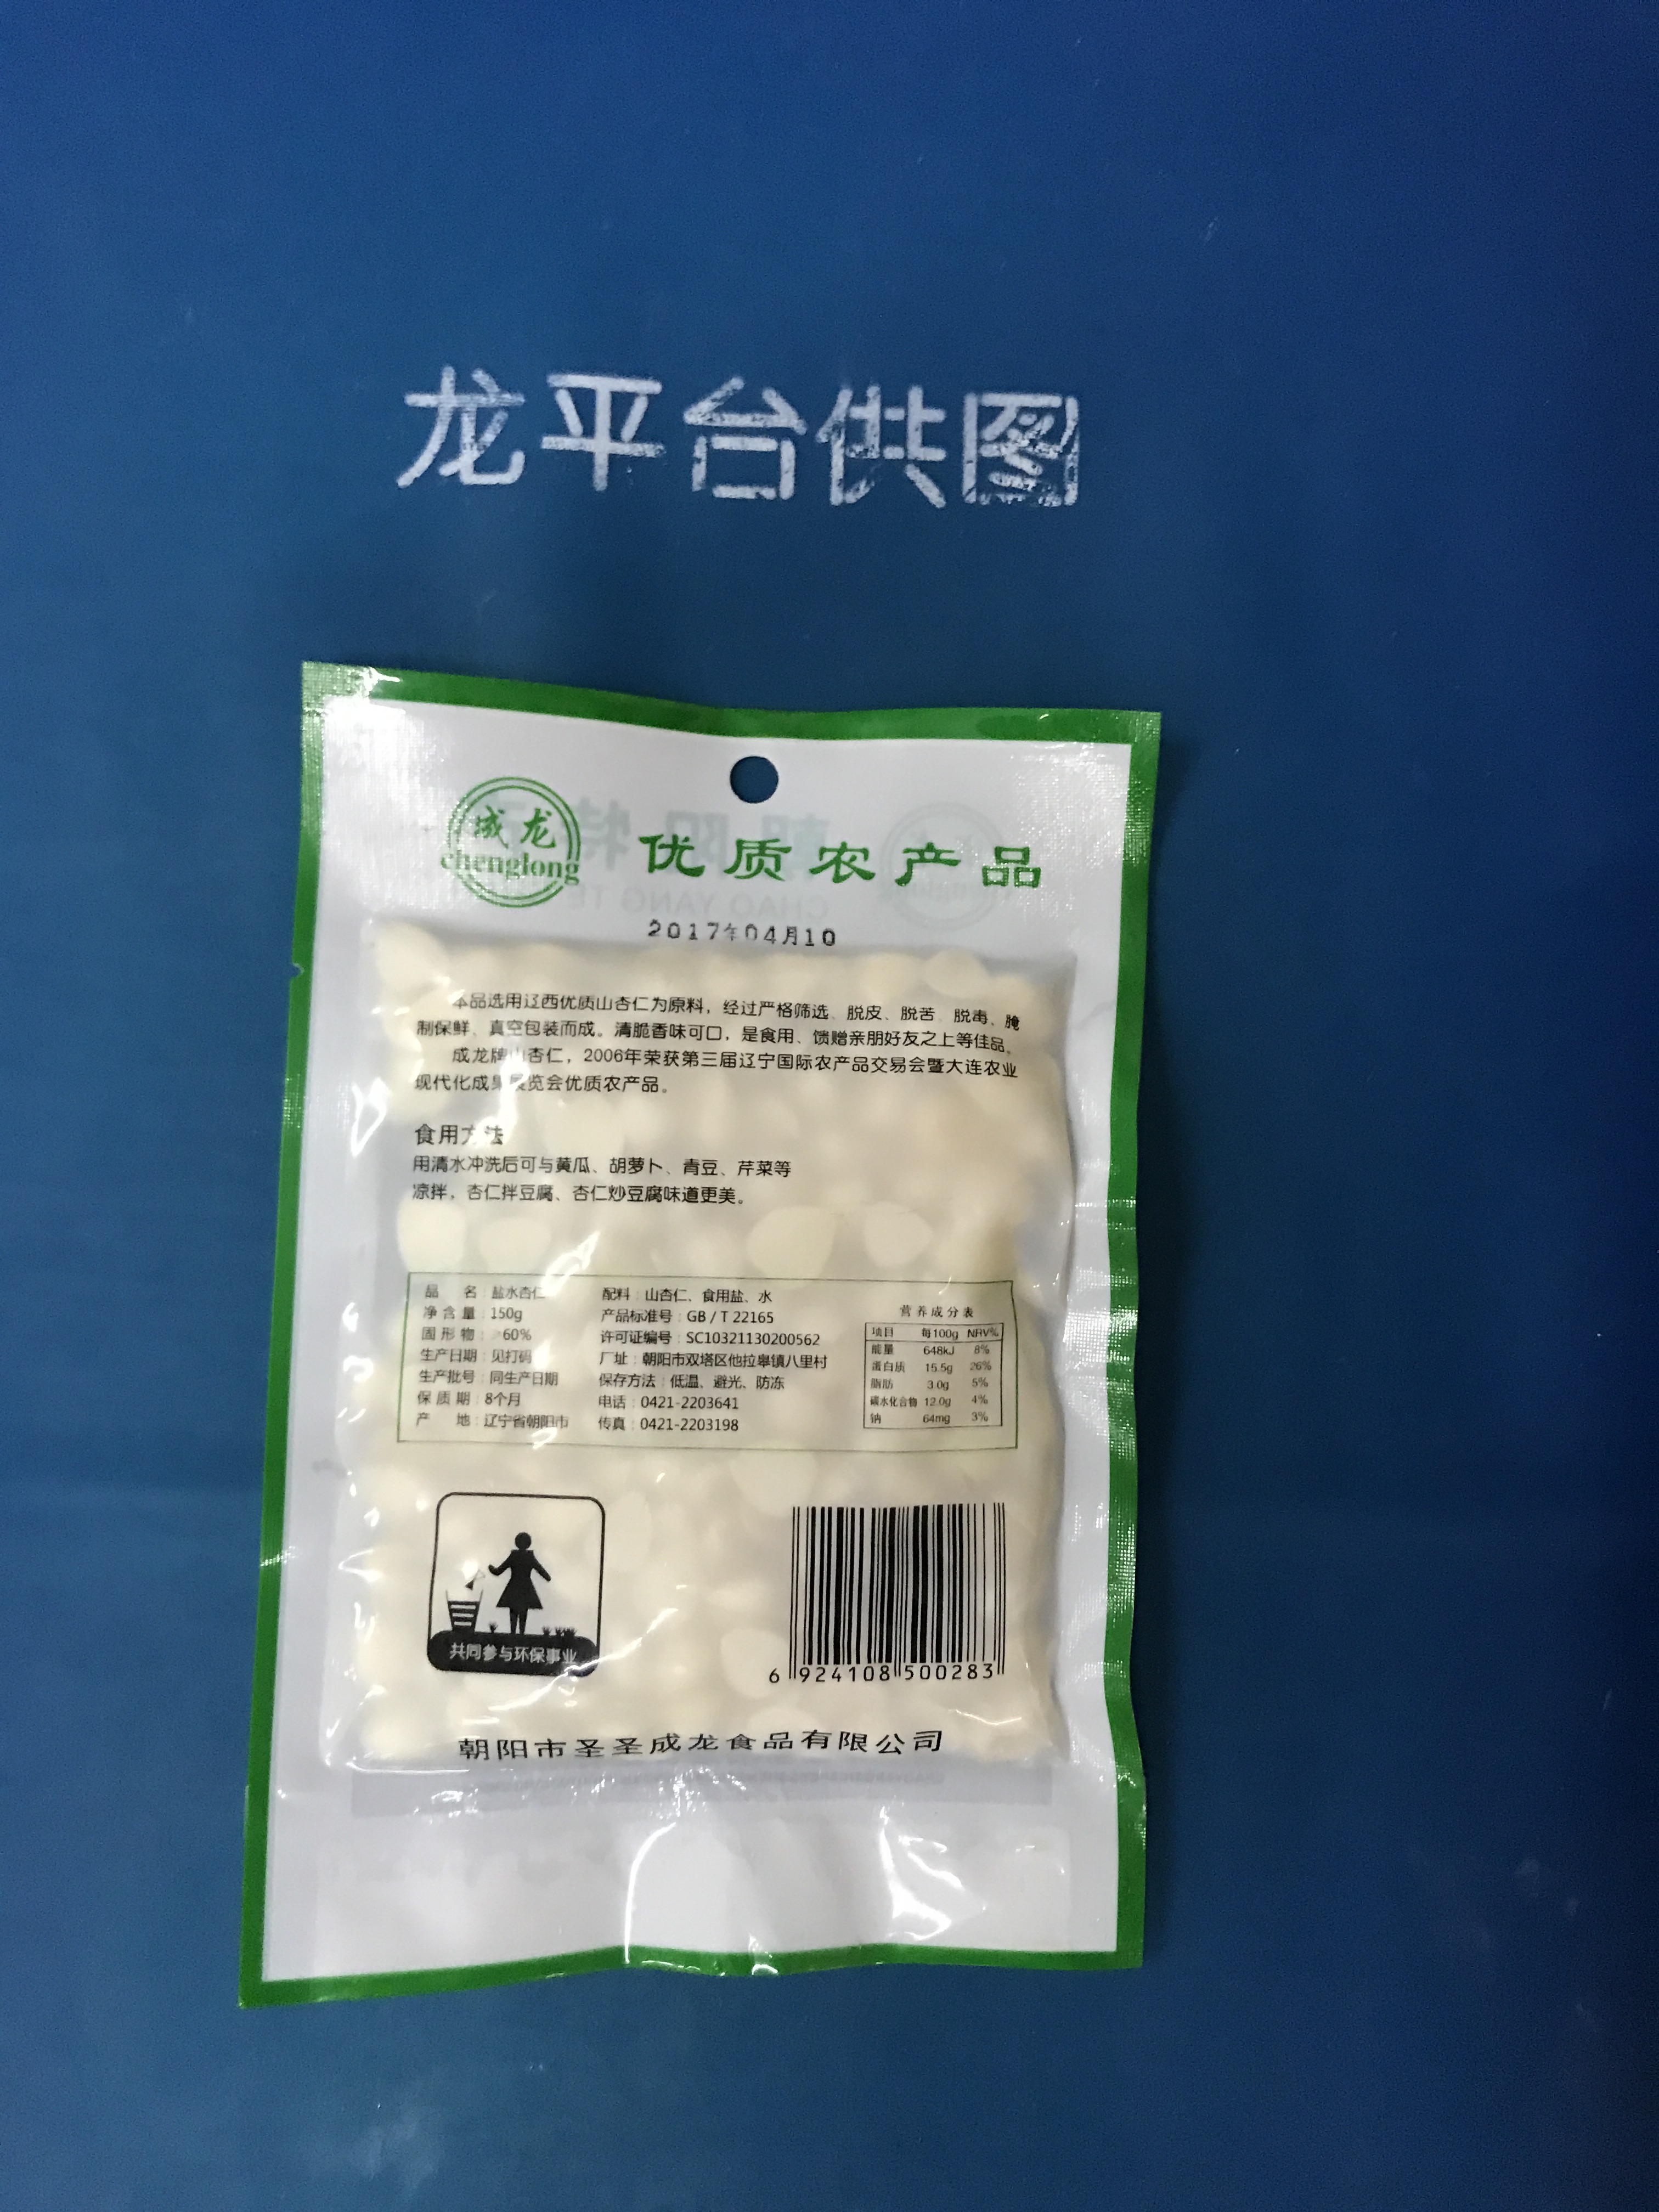 龙平台供图
成龙
chenglong
优质农产品
2017年04月10
本品选用辽西优质山杏仁为原料，经过严格筛选、脱皮、脱苦、脱毒、腌
制保鲜、真空包装而成。清脆香味可口，是食用、馈赠亲朋好友之上等佳品。
成龙牌山杏仁，2006年荣获第三届辽宁国际农产品交易会暨大连农业
现代化成果展览会优质农产品。
食用方法
用清水冲洗后可与黄瓜、胡萝卜、青豆、芹菜等
凉拌，杏仁拌豆腐、杏仁炒豆腐味道更美。
品名：盐水杏仁
净含量：150g
固形物：≥60%
生产日期：见打码
生产批号：同生产日期
保质期：8个月
产地：辽宁省朝阳市
配料：山杏仁、食用盐、水
产品标准号：GB / T 22165
许可证编号：SC10321130200562
厂址：朝阳市双塔区他拉皋镇八里村
保存方法：低温、避光、防冻
电话：0421-2203641
传真：0421-2203198
营养成分表
项目 每100g NRV%
能量 648kJ 8%
蛋白质 15.5g 26%
脂肪 3.0g 5%
碳水化合物 12.0g 4%
钠 64mg 3%
共同参与环保事业
6 924108 500283
朝阳市圣圣成龙食品有限公司